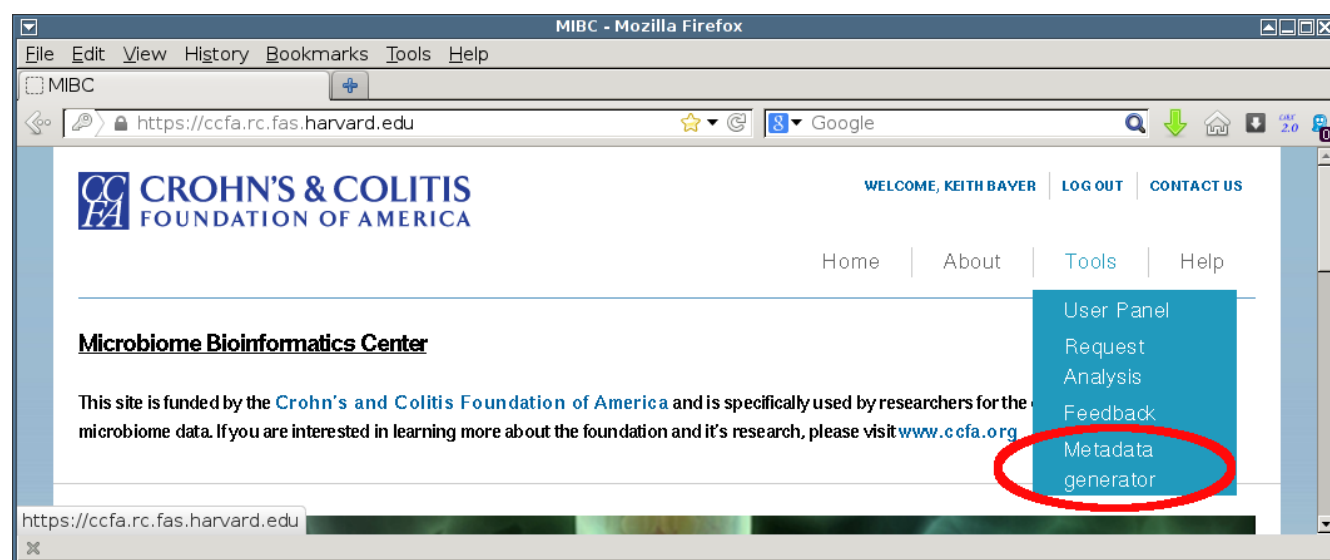 MIBC - Mozilla Firefox
File Edit View History Bookmarks Tools Help
MIBC
https://ccfa.rc.fas.harvard.edu
Google
2.0
0
CCFA
CROHN'S & COLITIS
FOUNDATION OF AMERICA
WELCOME, KEITH BAYER LOG OUT CONTACT US
Home About Tools Help
User Panel
Request
Analysis
Feedback
Metadata
generator
Microbiome Bioinformatics Center
This site is funded by the Crohn's and Colitis Foundation of America and is specifically used by researchers for the
microbiome data. If you are interested in learning more about the foundation and it's research, please visit www.ccfa.org
https://ccfa.rc.fas.harvard.edu